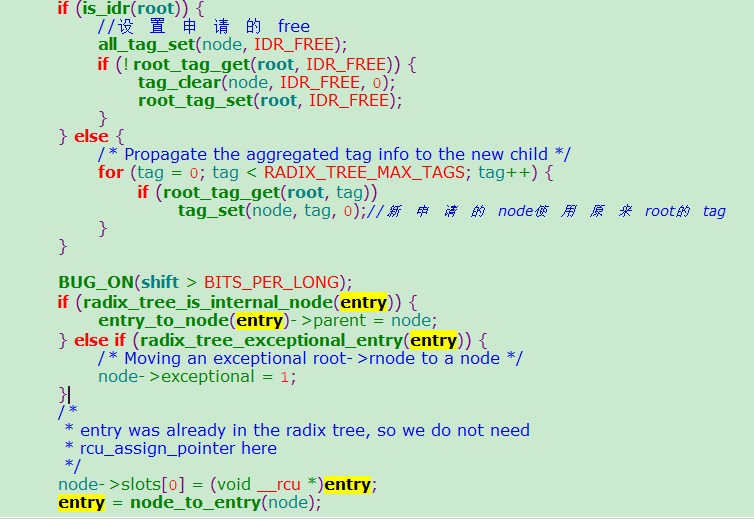 if (is_idr(root)) {
//设 置 申 请 的 free
all_tag_set(node, IDR_FREE);
if (!root_tag_get(root, IDR_FREE)) {
tag_clear(node, IDR_FREE, 0);
root_tag_set(root, IDR_FREE);
}
} else {
/* Propagate the aggregated tag info to the new child */
for (tag = 0; tag < RADIX_TREE_MAX_TAGS; tag++) {
if (root_tag_get(root, tag))
tag_set(node, tag, 0);//新 申 请 的 node使 用 原 来 root的 tag
}
}
BUG_ON(shift > BITS_PER_LONG);
if (radix_tree_is_internal_node(entry)) {
entry_to_node(entry)->parent = node;
} else if (radix_tree_exceptional_entry(entry)) {
/* Moving an exceptional root->rnode to a node */
node->exceptional = 1;
}
/*
* entry was already in the radix tree, so we do not need
* rcu_assign_pointer here
*/
node->slots[0] = (void __rcu *)entry;
entry = node_to_entry(node);